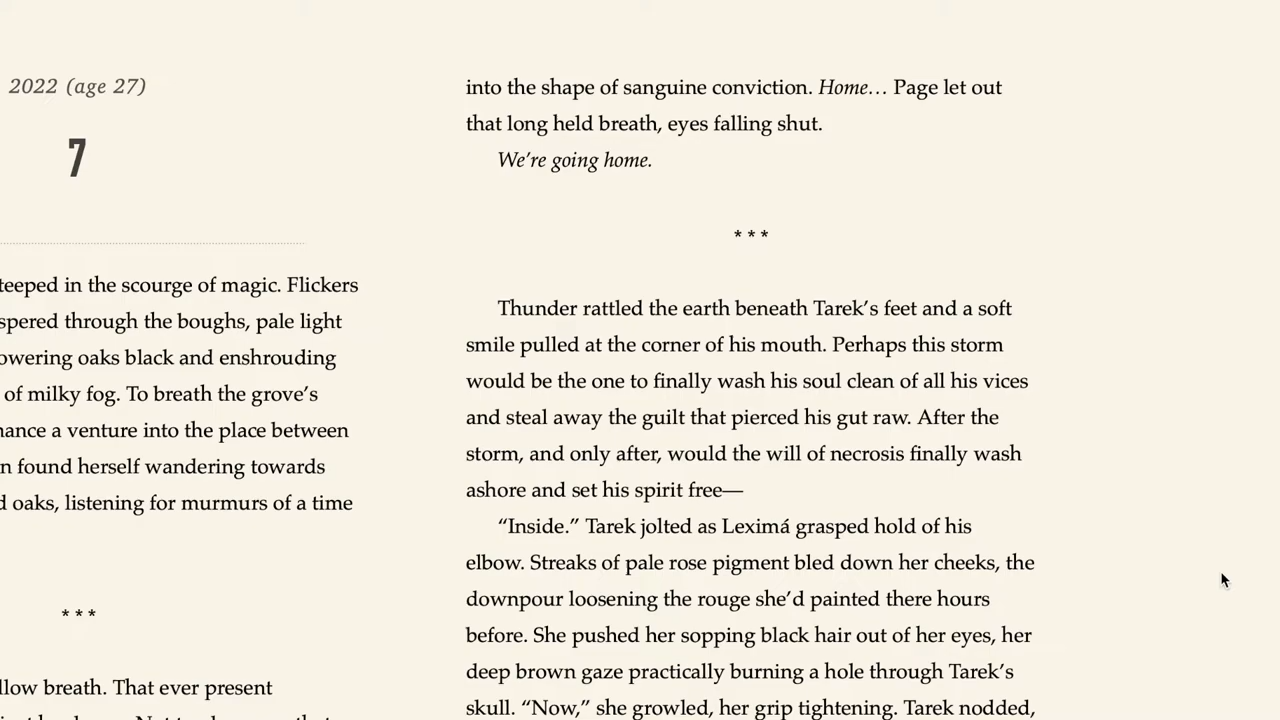 2022 (age 27)
7
teeped in the scourge of magic. Flickers
spered through the boughs, pale light
owering oaks black and enshrouding
of milky fog. To breath the grove's
hance a venture into the place between
n found herself wandering towards
d oaks, listening for murmurs of a time
***
llow breath. That ever present
into the shape of sanguine conviction. Home… Page let out
that long held breath, eyes falling shut.
We're going home.
***
Thunder rattled the earth beneath Tarek's feet and a soft
smile pulled at the corner of his mouth. Perhaps this storm
would be the one to finally wash his soul clean of all his vices
and steal away the guilt that pierced his gut raw. After the
storm, and only after, would the will of necrosis finally wash
ashore and set his spirit free—
“Inside.” Tarek jolted as Leximá grasped hold of his
elbow. Streaks of pale rose pigment bled down her cheeks, the
downpour loosening the rouge she'd painted there hours
before. She pushed her sopping black hair out of her eyes, her
deep brown gaze practically burning a hole through Tarek's
skull. “Now,” she growled, her grip tightening. Tarek nodded,